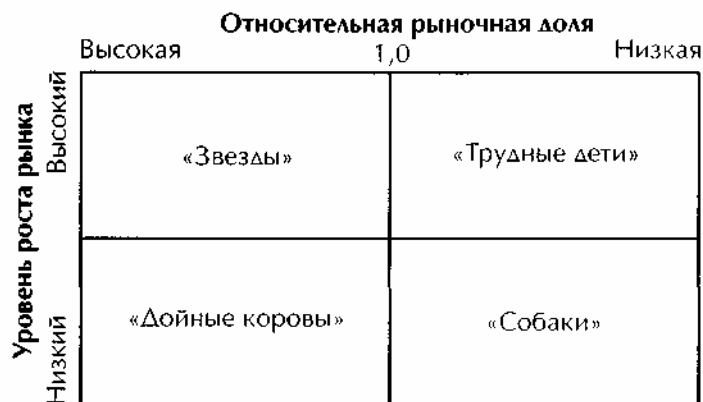 Относительная рыночная доля
Высокая 1,0 Низкая
Уровень роста рынка
Высокий
«Звезды» «Трудные дети»
Низкий
«Дойные коровы» «Собаки»